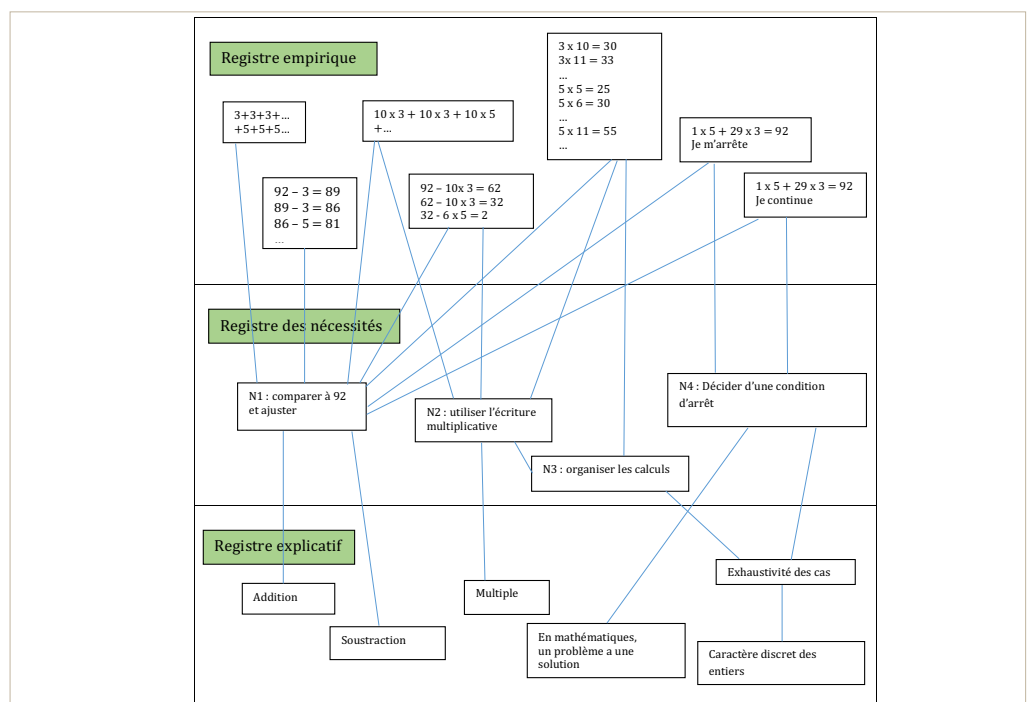 Registre empirique
3+3+3+…
+5+5+5…
10 x 3 + 10 x 3 + 10 x 5
+…
3 x 10 = 30
3x 11 = 33
…
5 x 5 = 25
5 x 6 = 30
…
5 x 11 = 55
…
1 x 5 + 29 x 3 = 92
Je m'arrête
92 – 3 = 89
89 – 3 = 86
86 – 5 = 81
…
92 – 10x 3 = 62
62 – 10 x 3 = 32
32 - 6 x 5 = 2
1 x 5 + 29 x 3 = 92
Je continue
Registre des nécessités
N1 : comparer à 92
et ajuster
N2 : utiliser l'écriture
multiplicative
N3 : organiser les calculs
N4 : Décider d'une condition
d'arrêt
Registre explicatif
Addition
Soustraction
Multiple
En mathématiques,
un problème a une
solution
Exhaustivité des cas
Caractère discret des
entiers